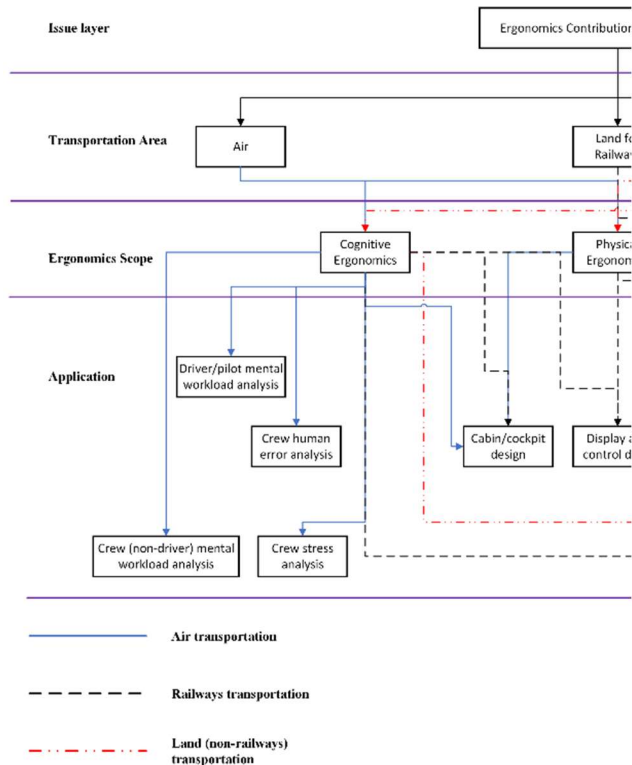 Issue layer
Ergonomics Contribution
Transportation Area
Air
Land fo
Railway
Ergonomics Scope
Cognitive
Ergonomics
Physica
Ergonom
Application
Driver/pilot mental
workload analysis
Crew human
error analysis
Cabin/cockpit
design
Display a
control d
Crew (non-driver) mental
workload analysis
Crew stress
analysis
Air transportation
Railways transportation
Land (non-railways)
transportation